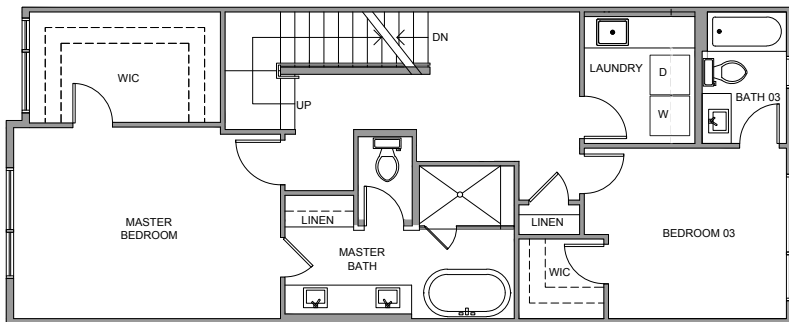 DN
WIC
LAUNDRY
D
BATH 03
UP
W
MASTER
BEDROOM
LINEN
LINEN
BEDROOM 03
MASTER
BATH
WIC